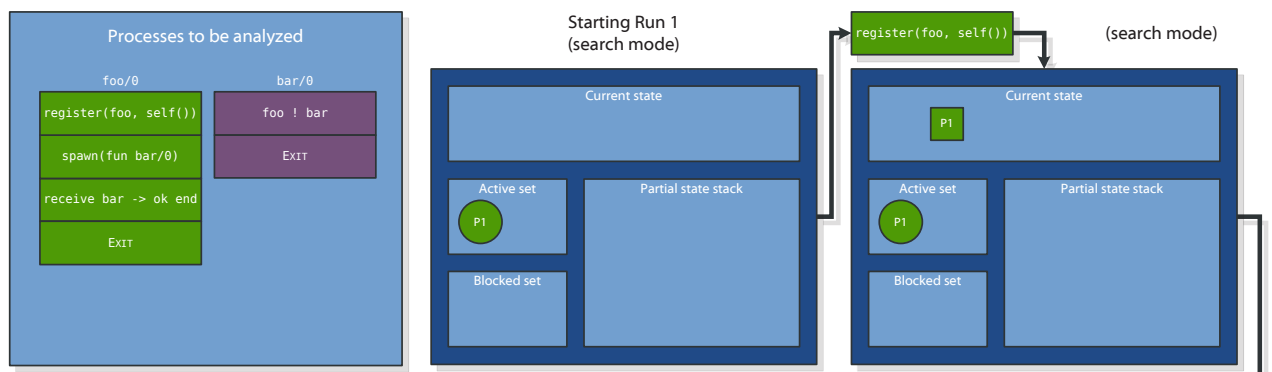 Processes to be analyzed
foo/0
register(foo, self())
spawn(fun bar/0)
receive bar -> ok end
EXIT
bar/0
foo ! bar
EXIT
Starting Run 1
(search mode)
Current state
Active set
P1
Partial state stack
Blocked set
register(foo, self())
(search mode)
Current state
P1
Active set
P1
Partial state stack
Blocked set